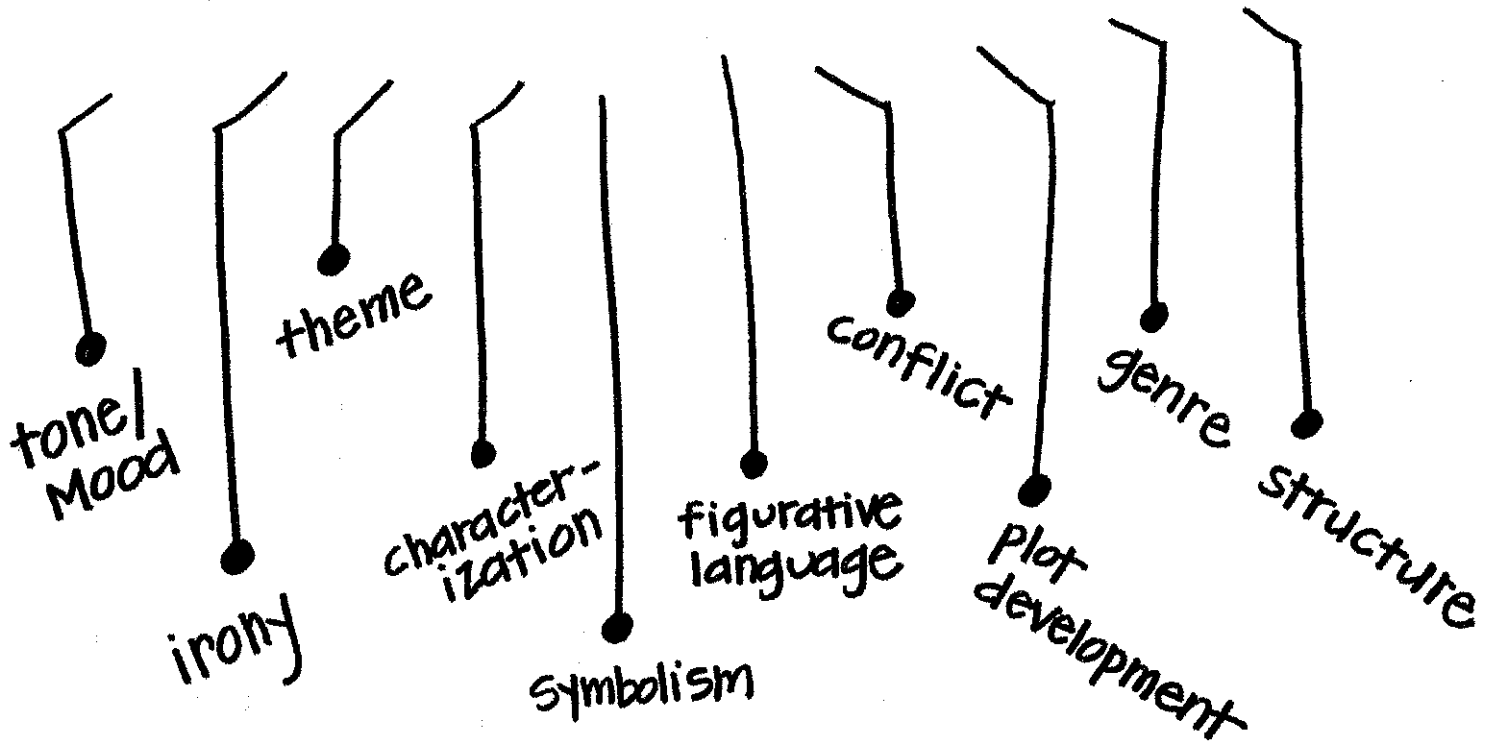 tone/
Mood
irony
theme
character-
ization
symbolism
figurative
language
conflict
plot
development
genre
structure